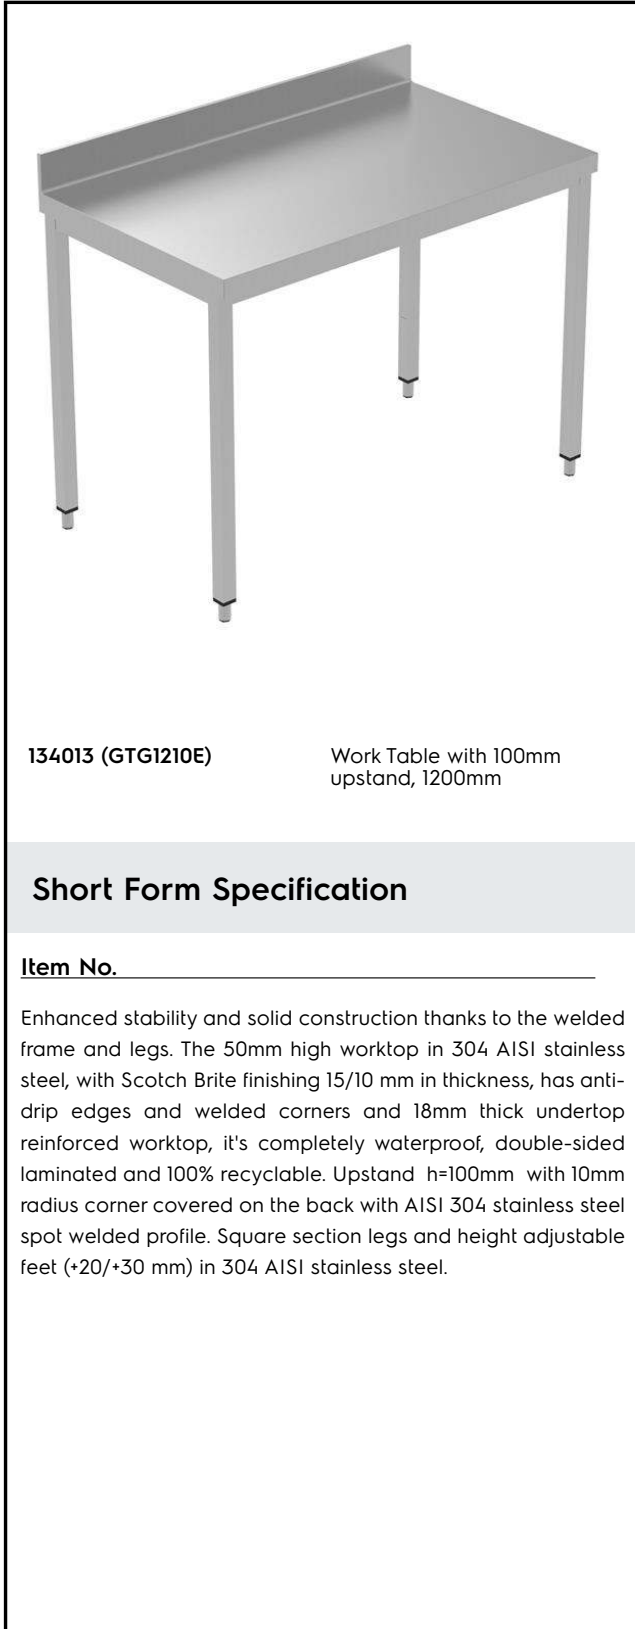 134013 (GTG1210E)
Work Table with 100mm
upstand, 1200mm
Short Form Specification
Item No.
Enhanced stability and solid construction thanks to the welded
frame and legs. The 50mm high worktop in 304 AISI stainless
steel, with Scotch Brite finishing 15/10 mm in thickness, has anti-
drip edges and welded corners and 18mm thick undertop
reinforced worktop, it's completely waterproof, double-sided
laminated and 100% recyclable. Upstand h=100mm with 10mm
radius corner covered on the back with AISI 304 stainless steel
spot welded profile. Square section legs and height adjustable
feet (+20/+30 mm) in 304 AISI stainless steel.